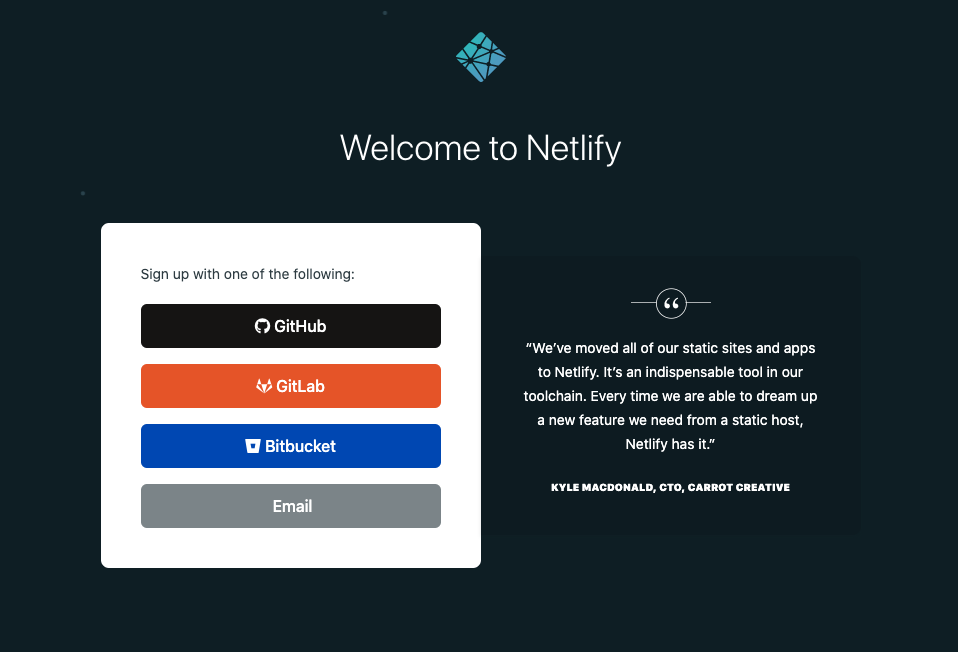 Welcome to Netlify
Sign up with one of the following:
GitHub
GitLab
Bitbucket
Email
“We’ve moved all of our static sites and apps
to Netlify. It’s an indispensable tool in our
toolchain. Every time we are able to dream up
a new feature we need from a static host,
Netlify has it.”
KYLE MACDONALD, CTO, CARROT CREATIVE